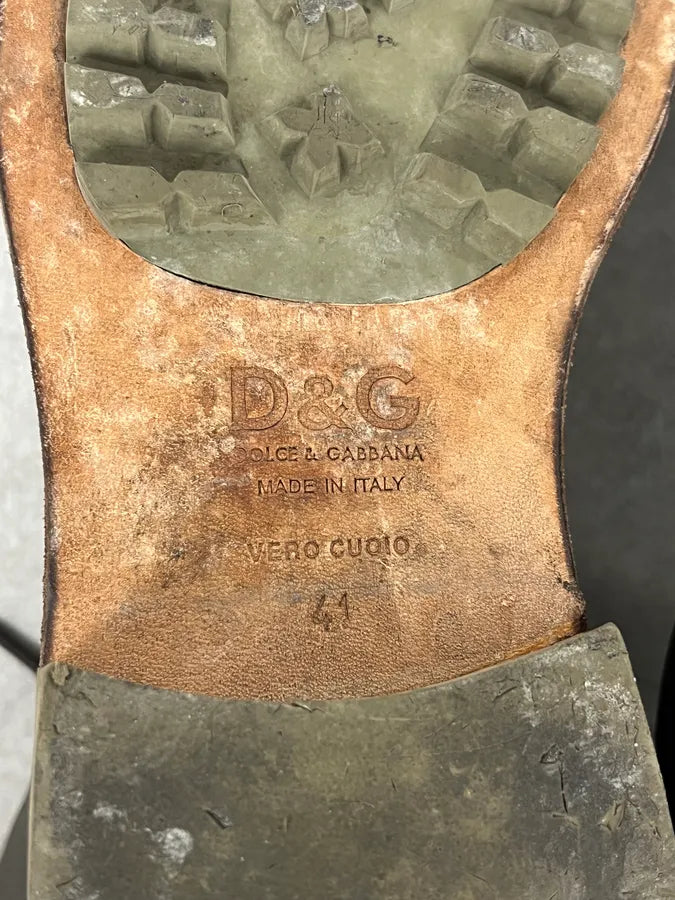 D&G
DOLCE & GABBANA
MADE IN ITALY
VERO CUOIO
41